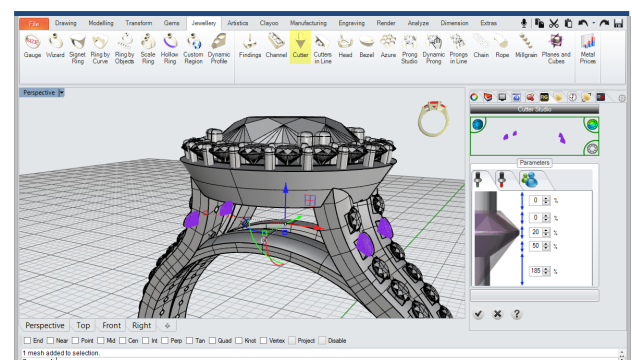 File Drawing Modelling Transform Gems Jewellery Artistics Clayoo Manufacturing Engraving Render Analyze Dimension Extras
Gauge Wizard Signet Ring Ring by Curve Ring by Objects Scale Ring Hollow Ring Custom Region Dynamic Profile Findings Channel Cutter Cutters in Line Head Bezel Azure Prong Studio Dynamic Prong Prongs in Line Chain Rope Millgrain Planes and Cubes Metal Prices
Perspective
Cutter Studio
Parameters
0 %
0 %
20 %
50 %
185 %
Perspective Top Front Right
End Near Point Mid Cen Int Perp Tan Quad Knot Vertex Project Disable
1 mesh added to selection.